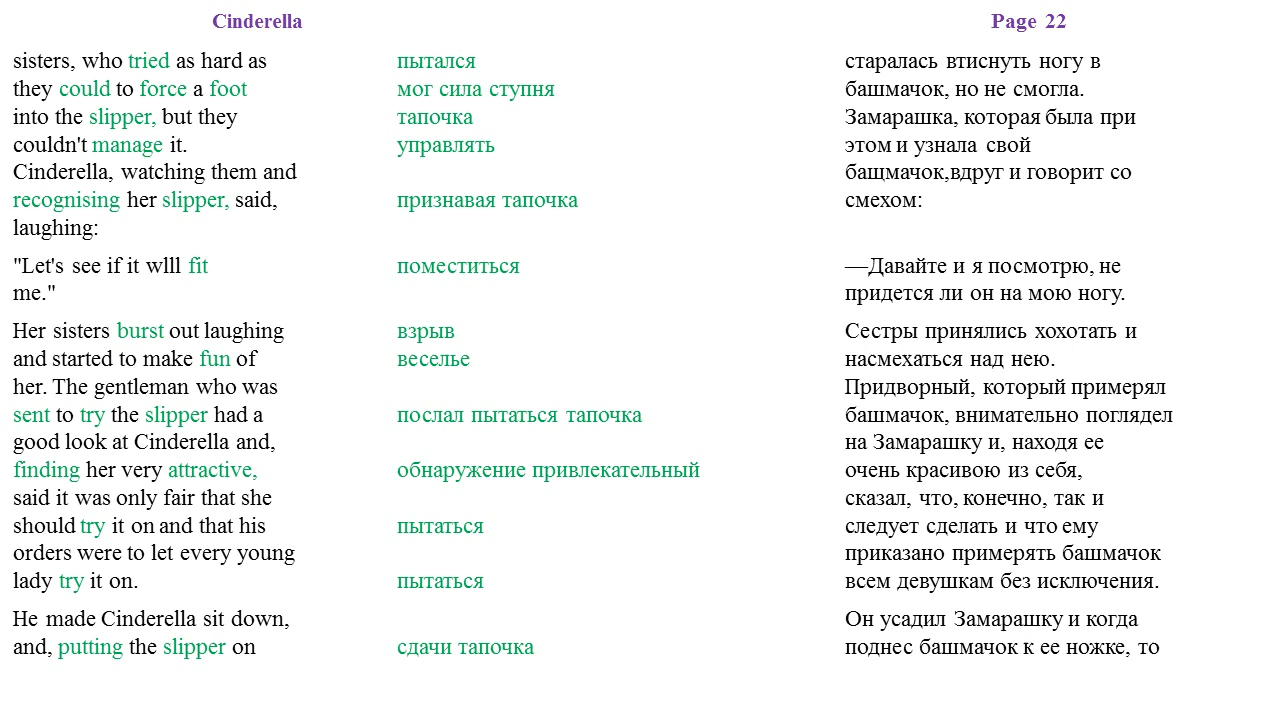 Cinderella
Page 22
sisters, who tried as hard as
they could to force a foot
into the slipper, but they
couldn't manage it.
Cinderella, watching them and
recognising her slipper, said,
laughing:
"Let's see if it wlll fit
me."
Her sisters burst out laughing
and started to make fun of
her. The gentleman who was
sent to try the slipper had a
good look at Cinderella and,
finding her very attractive,
said it was only fair that she
should try it on and that his
orders were to let every young
lady try it on.
He made Cinderella sit down,
and, putting the slipper on
пытался
мог сила ступня
тапочка
управлять
признавая тапочка
поместиться
взрыв
веселье
послал пытаться тапочка
обнаружение привлекательный
пытаться
пытаться
сдачи тапочка
старалась втиснуть ногу в
башмачок, но не смогла.
Замарашка, которая была при
этом и узнала свой
бащмачок,вдруг и говорит со
смехом:
—Давайте и я посмотрю, не
придется ли он на мою ногу.
Сестры принялись хохотать и
насмехаться над нею.
Придворный, который примерял
башмачок, внимательно поглядел
на Замарашку и, находя ее
очень красивою из себя,
сказал, что, конечно, так и
следует сделать и что ему
приказано примерять башмачок
всем девушкам без исключения.
Он усадил Замарашку и когда
поднес башмачок к ее ножке, то